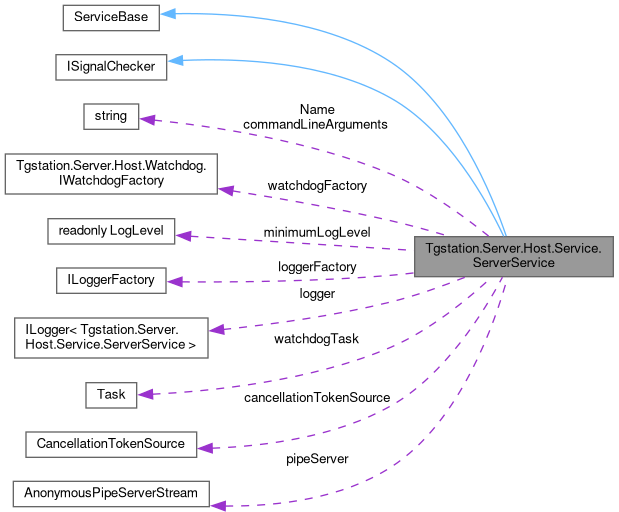 ServiceBase
ISignalChecker
string
Name
commandLineArguments
Tgstation.Server.Host.Watchdog.
IWatchdogFactory
watchdogFactory
readonly LogLevel
minimumLogLevel
Tgstation.Server.Host.Service.
ServerService
ILoggerFactory
loggerFactory
logger
ILogger< Tgstation.Server.
Host.Service.ServerService >
watchdogTask
Task
cancellationTokenSource
CancellationTokenSource
pipeServer
AnonymousPipeServerStream